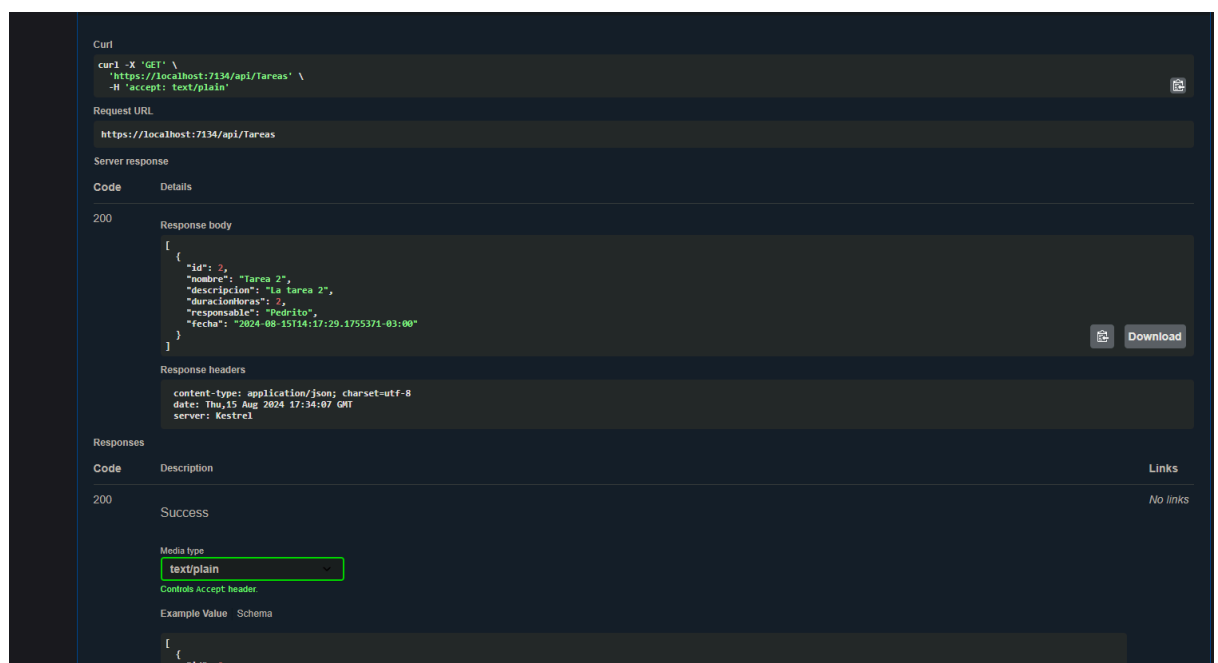 Curl
curl -X 'GET' \
'https://localhost:7134/api/Tareas' \
-H 'accept: text/plain'
Request URL
https://localhost:7134/api/Tareas
Server response
Code Details
200
Response body
[
{
"id": 2,
"nombre": "Tarea 2",
"descripcion": "La tarea 2",
"duracionHoras": 2,
"responsable": "Pedrito",
"fecha": "2024-08-15T14:17:29.1755371-03:00"
}
]
Download
Response headers
content-type: application/json; charset=utf-8
date: Thu,15 Aug 2024 17:34:07 GMT
server: Kestrel
Responses
Code Description Links
200 No links
Success
Media type
text/plain
Controls Accept header.
Example Value Schema
[
{